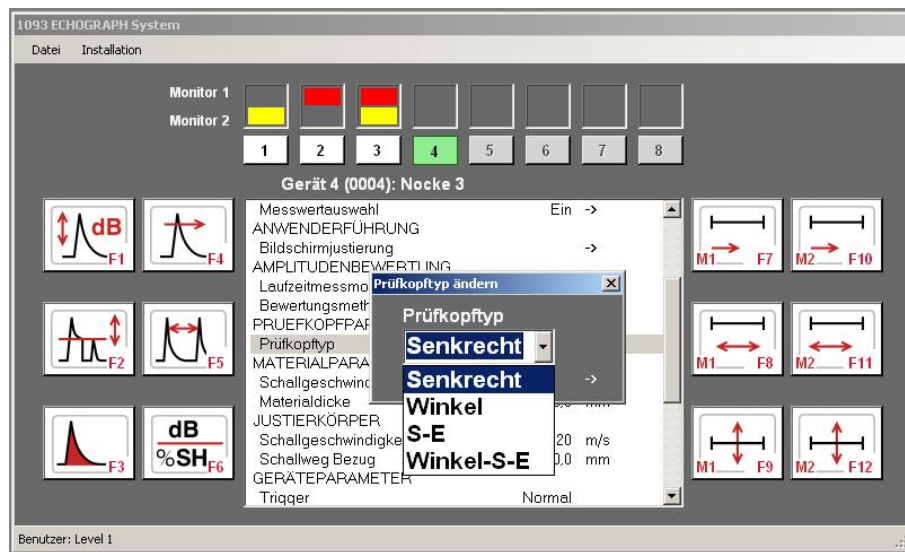 1093 ECHOGRAPH System
Datei Installation
Monitor 1
Monitor 2
1 2 3 4 5 6 7 8
Gerät 4 (0004): Nocke 3
dB F1
F4
M1 F7
M2 F10
F2
F5
M1 F8
M2 F11
F3
dB
%SH F6
M1 F9
M2 F12
Messwertauswahl Ein ->
ANWENDERFÜHRUNG
Bildschirmjustierung ->
AMPLITUDENBEWERTUNG
Laufzeitmessmo
Bewertungsmeth
PRUEFKOPFPAR
Prüfkopftyp
MATERIALPARA
Schallgeschwind ->
Materialdicke mm
JUSTIERKÖRPER
Schallgeschwindigke 20 m/s
Schallweg Bezug 0,0 mm
GERÄTEPARAMETER
Trigger Normal
Prüfkopftyp ändern
Prüfkopftyp
Senkrecht
Senkrecht
Winkel
S-E
Winkel-S-E
Benutzer: Level 1